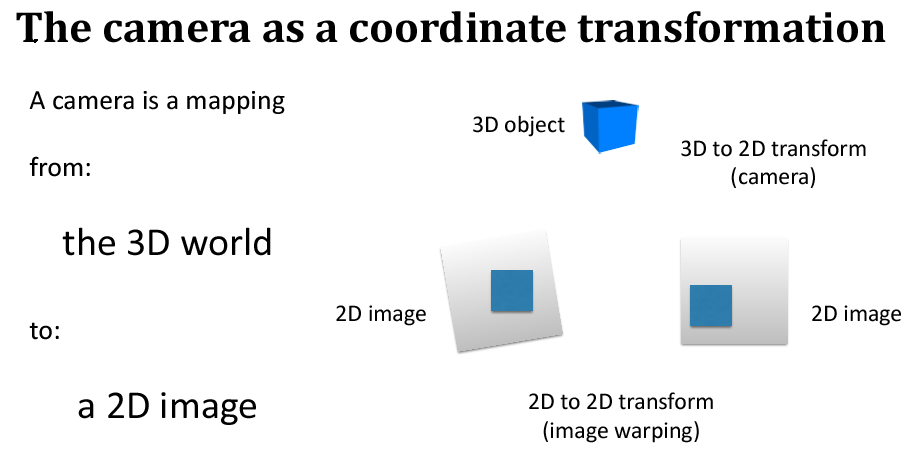 The camera as a coordinate transformation
A camera is a mapping
from:
the 3D world
to:
a 2D image
3D object
3D to 2D transform
(camera)
2D image
2D image
2D to 2D transform
(image warping)